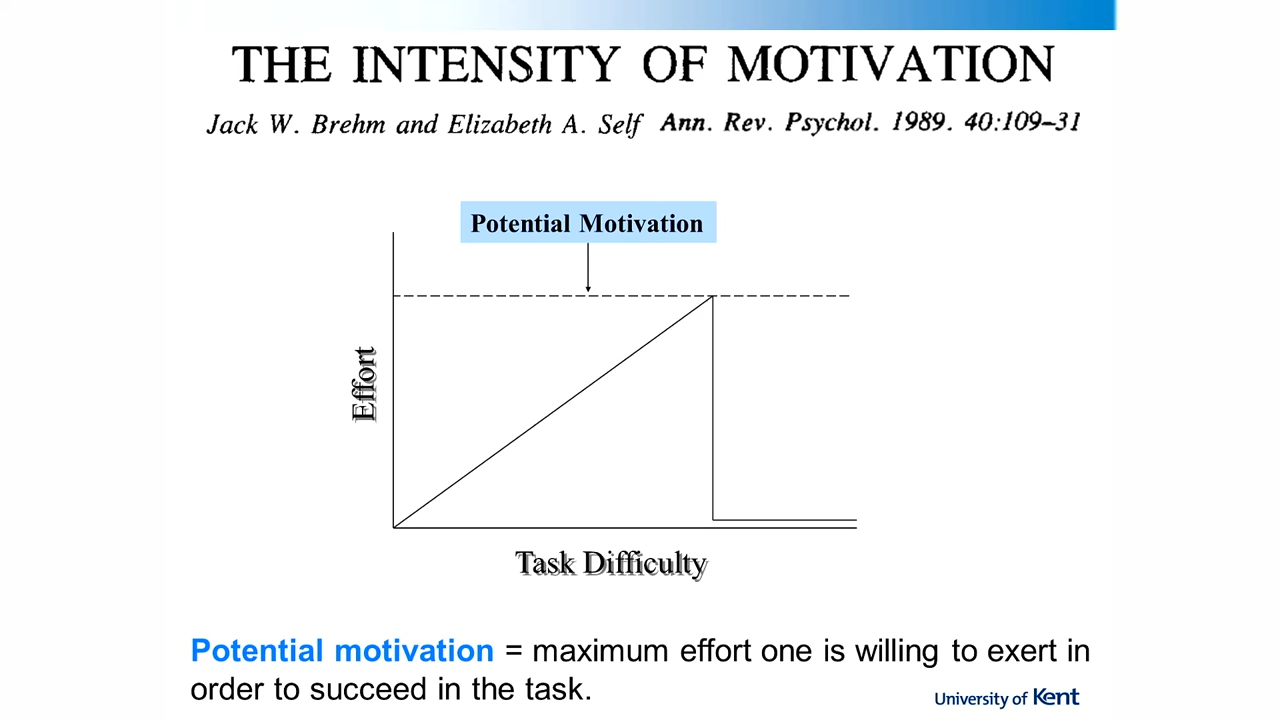 THE INTENSITY OF MOTIVATION
Jack W. Brehm and Elizabeth A. Self Ann. Rev. Psychol. 1989. 40:109–31
Potential Motivation
Effort
Task Difficulty
Potential motivation = maximum effort one is willing to exert in
order to succeed in the task.
University of Kent